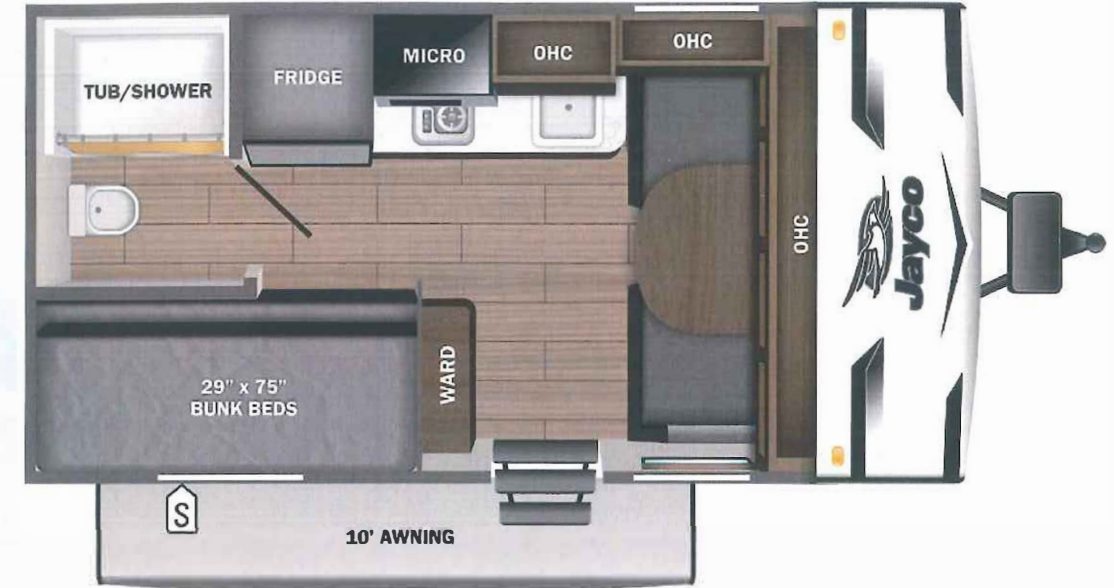 TUB/SHOWER
FRIDGE
MICRO
OHC
OHC
OHC
Jayco
29" x 75"
BUNK BEDS
WARD
S
10' AWNING